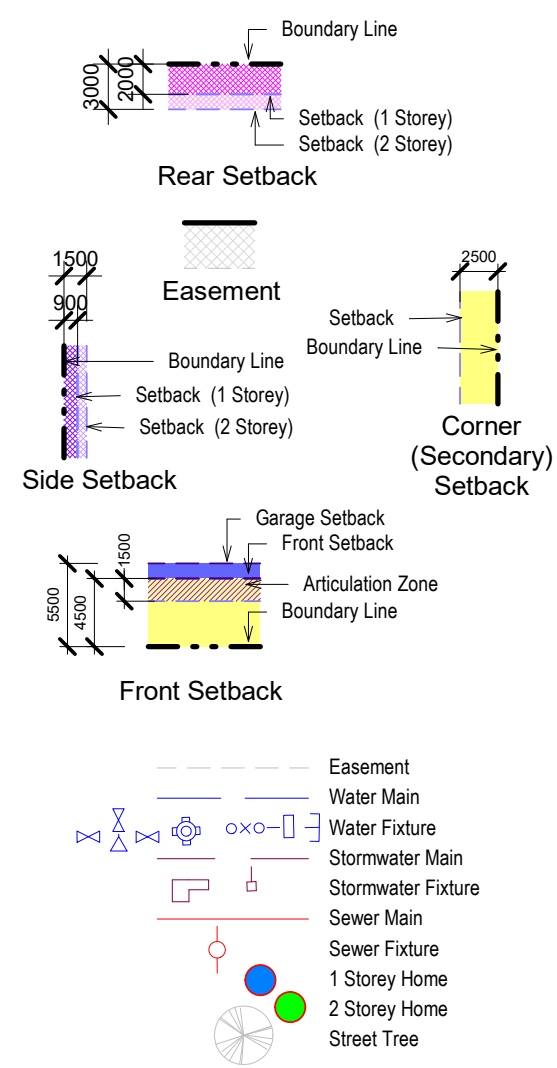 Boundary Line
3000
2000
Setback (1 Storey)
Setback (2 Storey)
Rear Setback
1500
900
Easement
Boundary Line
Setback (1 Storey)
Setback (2 Storey)
Side Setback
2500
Setback
Boundary Line
Corner
(Secondary)
Setback
Garage Setback
Front Setback
Articulation Zone
Boundary Line
1500
5500
4500
Front Setback
Easement
Water Main
Water Fixture
Stormwater Main
Stormwater Fixture
Sewer Main
Sewer Fixture
1 Storey Home
2 Storey Home
Street Tree